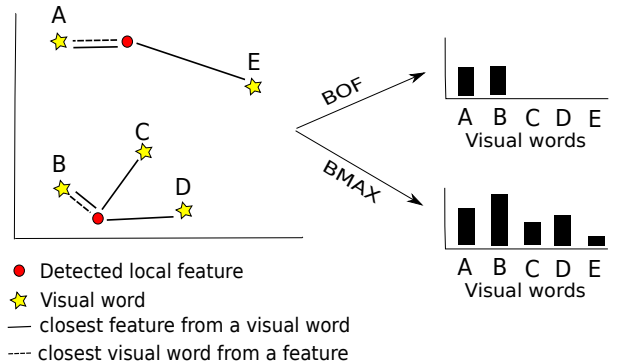 A
E
C
B
D
BOF
BMAX
A B C D E
Visual words
A B C D E
Visual words
Detected local feature
Visual word
closest feature from a visual word
closest visual word from a feature